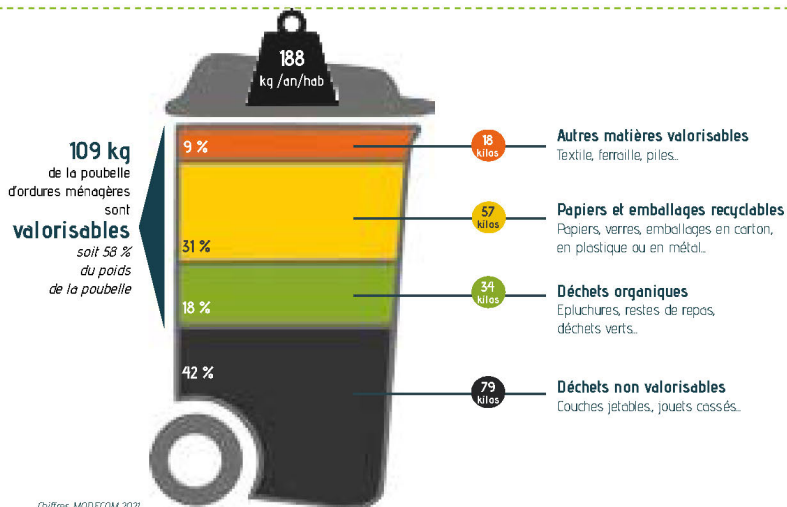 188
kg /an/hab
109 kg
de la poubelle
d'ordures ménagères
sont
valorisables
soit 58 %
du poids
de la poubelle
9 %
18
kilos
Autres matières valorisables
Textile, ferraille, piles...
31 %
57
kilos
Papiers et emballages recyclables
Papiers, verres, emballages en carton,
en plastique ou en métal...
18 %
34
kilos
Déchets organiques
Epluchures, restes de repas,
déchets verts...
42 %
79
kilos
Déchets non valorisables
Couches jetables, jouets cassés...
Chiffres MODECOM 2021